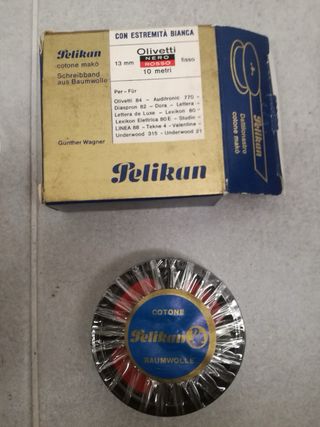 CON ESTREMITÀ BIANCA
Pelikan
cotone makò
Schreibband
aus Baumwolle
Günther Wagner
Olivetti
13 mm NERO ROSSO fisso
10 metri
Per - Für
Olivetti 84 - Auditronic 770 -
Diaspron 82 - Dora - Lettera -
Lettera de Luxe - Lexikon 80 -
Lexikon Elettrica 80 E - Studio -
LINEA 88 - Tekne 4 - Valentine -
Underwood 315 - Underwood 21
Pelikan
Pelikan
Dattilonastro
cotone makò
COTONE
Pelikan
BAUMWOLLE